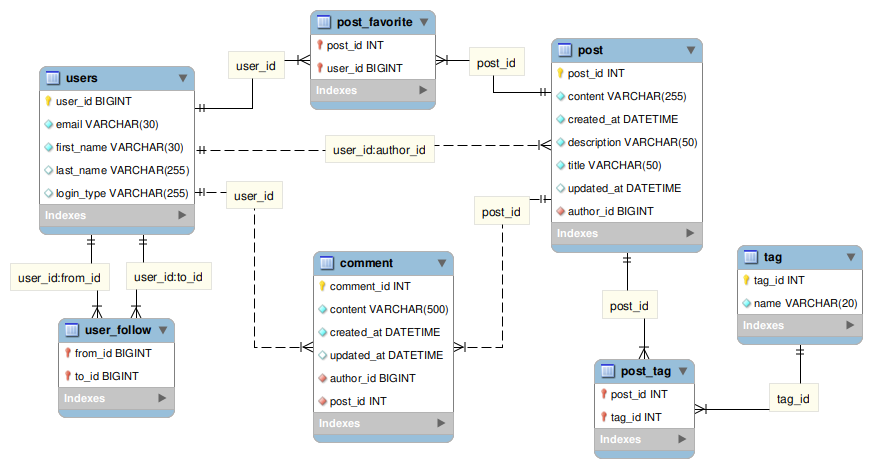 post_favorite
post_id INT
user_id BIGINT
Indexes
user_id
post_id
post
post_id INT
content VARCHAR(255)
created_at DATETIME
description VARCHAR(50)
title VARCHAR(50)
updated_at DATETIME
author_id BIGINT
Indexes
users
user_id BIGINT
email VARCHAR(30)
first_name VARCHAR(30)
last_name VARCHAR(255)
login_type VARCHAR(255)
Indexes
user_id:author_id
user_id
post_id
user_id:from_id
user_id:to_id
comment
comment_id INT
content VARCHAR(500)
created_at DATETIME
updated_at DATETIME
author_id BIGINT
post_id INT
Indexes
tag
tag_id INT
name VARCHAR(20)
Indexes
post_id
user_follow
from_id BIGINT
to_id BIGINT
Indexes
post_tag
post_id INT
tag_id INT
Indexes
tag_id